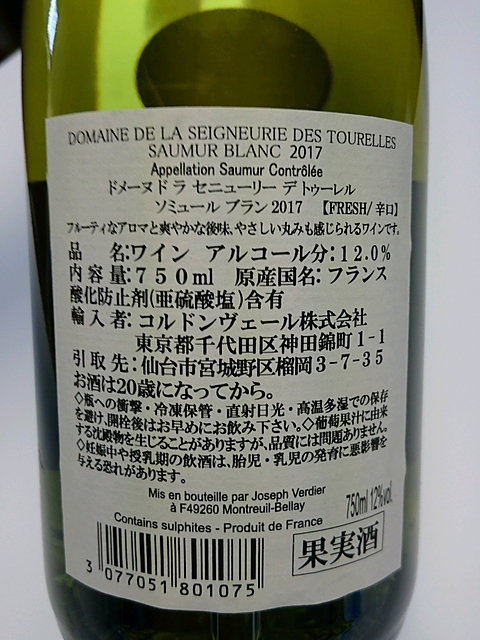 DOMAINE DE LA SEIGNEURIE DES TOURELLES
SAUMUR BLANC 2017
Appellation Saumur Contrôlée
ドメーヌ ド ラ セニューリー デ トゥーレル
ソミュール ブラン 2017 【FRESH/ 辛口】
フルーティなアロマと爽やかな後味、やさしい丸みも感じられるワインです。
品 名:ワイン アルコール分:12.0%
内容量:750ml 原産国名:フランス
酸化防止剤(亜硫酸塩)含有
輸入者:コルドンヴェール株式会社
東京都千代田区神田錦町1-1
引取先:仙台市宮城野区榴岡3-7-35
お酒は20歳になってから。
◇瓶への衝撃・冷凍保管・直射日光・高温多湿での保存
を避け、開栓後はお早めにお飲み下さい。◇葡萄果汁に由来
する沈殿物を生じることがありますが、品質には問題ありません。
◇妊娠中や授乳期の飲酒は、胎児・乳児の発育に悪影響を
与える恐れがあります。
Mis en bouteille par Joseph Verdier
à F49260 Montreuil-Bellay
750ml 12%vol.
Contains sulphites - Produit de France
果実酒
3 077051 801075